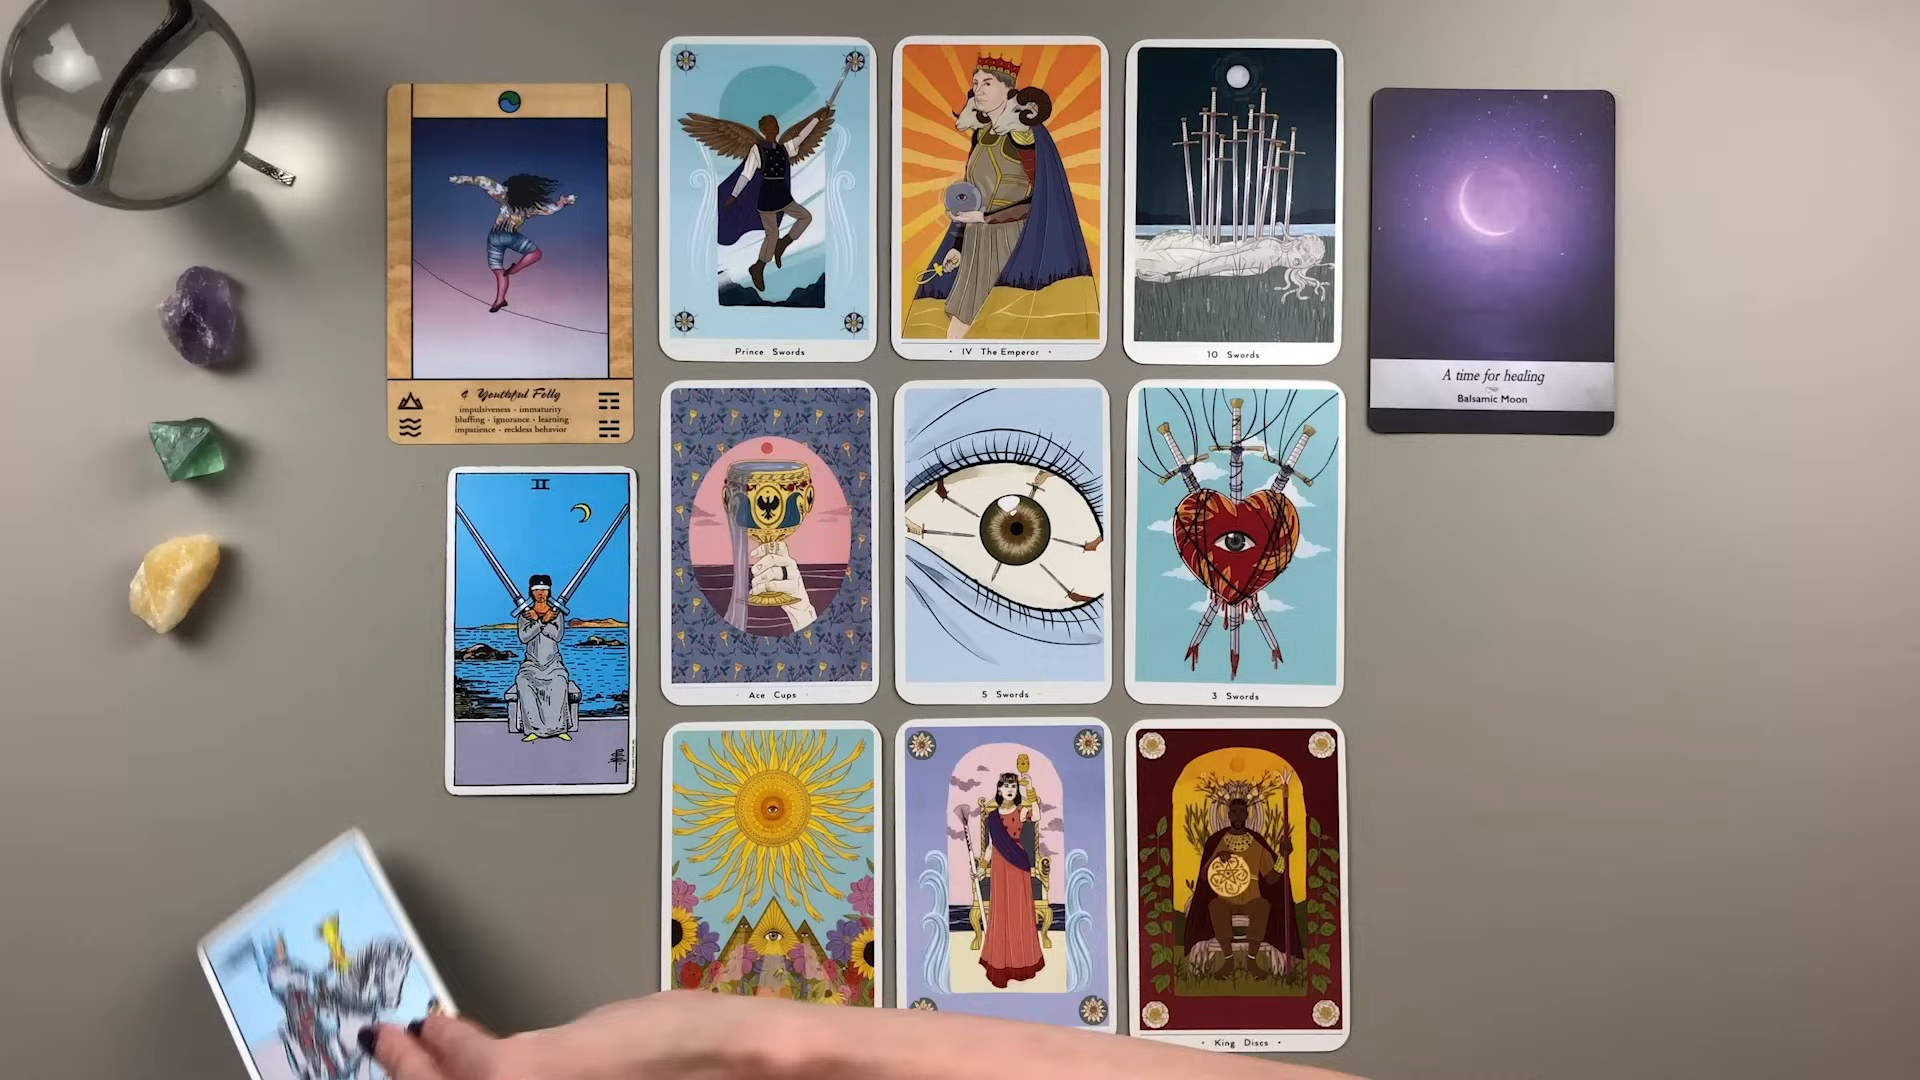 4 Youthful Folly
impulsiveness - immaturity
bluffing - ignorance - learning
impatience - reckless behavior
Prince Swords
• IV The Emperor •
10 Swords
A time for healing
Balsamic Moon
II
Ace Cups
5 Swords
3 Swords
• King Discs •